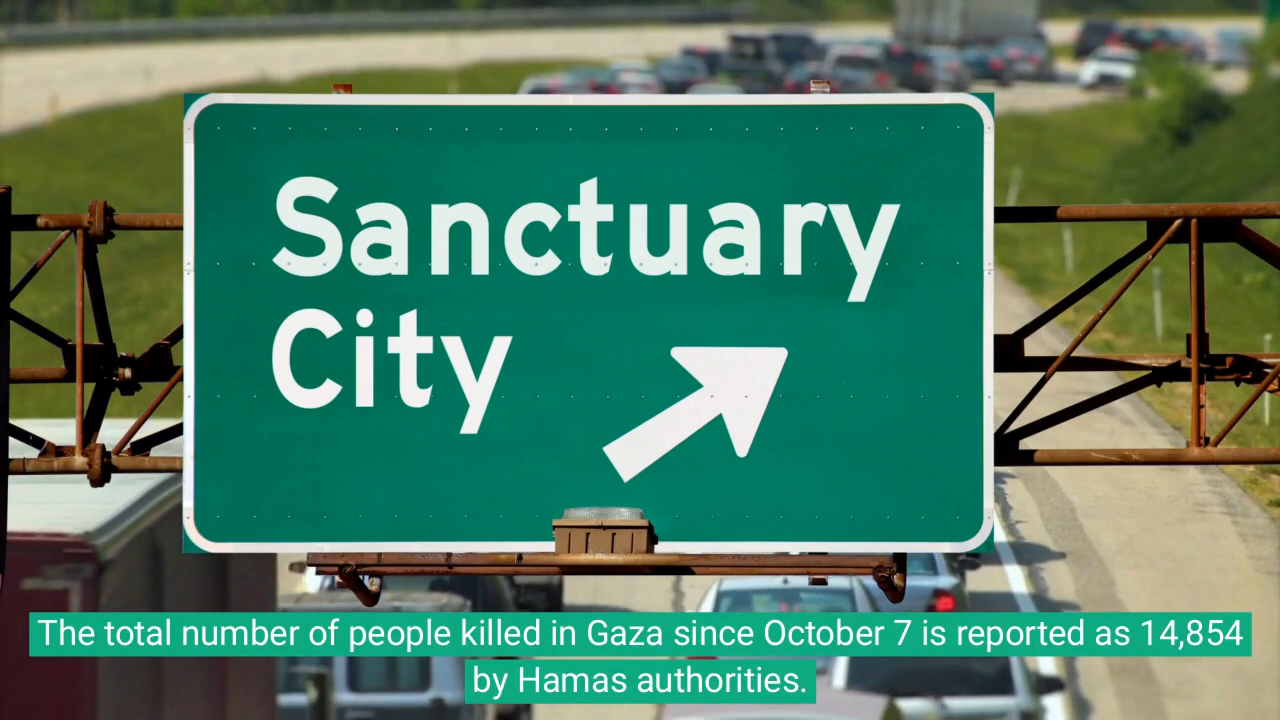 Sanctuary
City
The total number of people killed in Gaza since October 7 is reported as 14,854
by Hamas authorities.